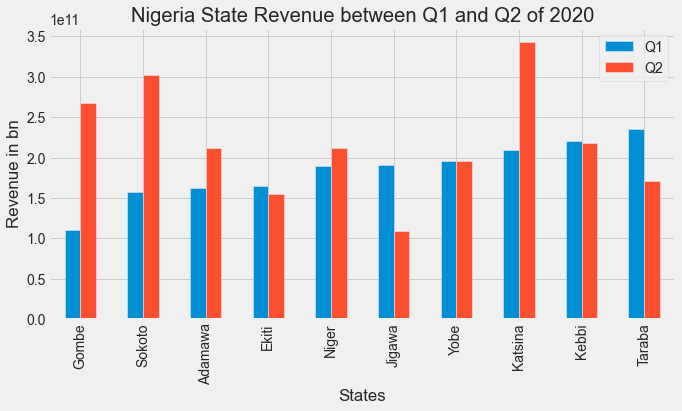 Nigeria State Revenue between Q1 and Q2 of 2020
1e11
3.5
3.0
2.5
2.0
1.5
1.0
0.5
0.0
Revenue in bn
Q1
Q2
Gombe
Sokoto
Adamawa
Ekiti
Niger
Jigawa
Yobe
Katsina
Kebbi
Taraba
States